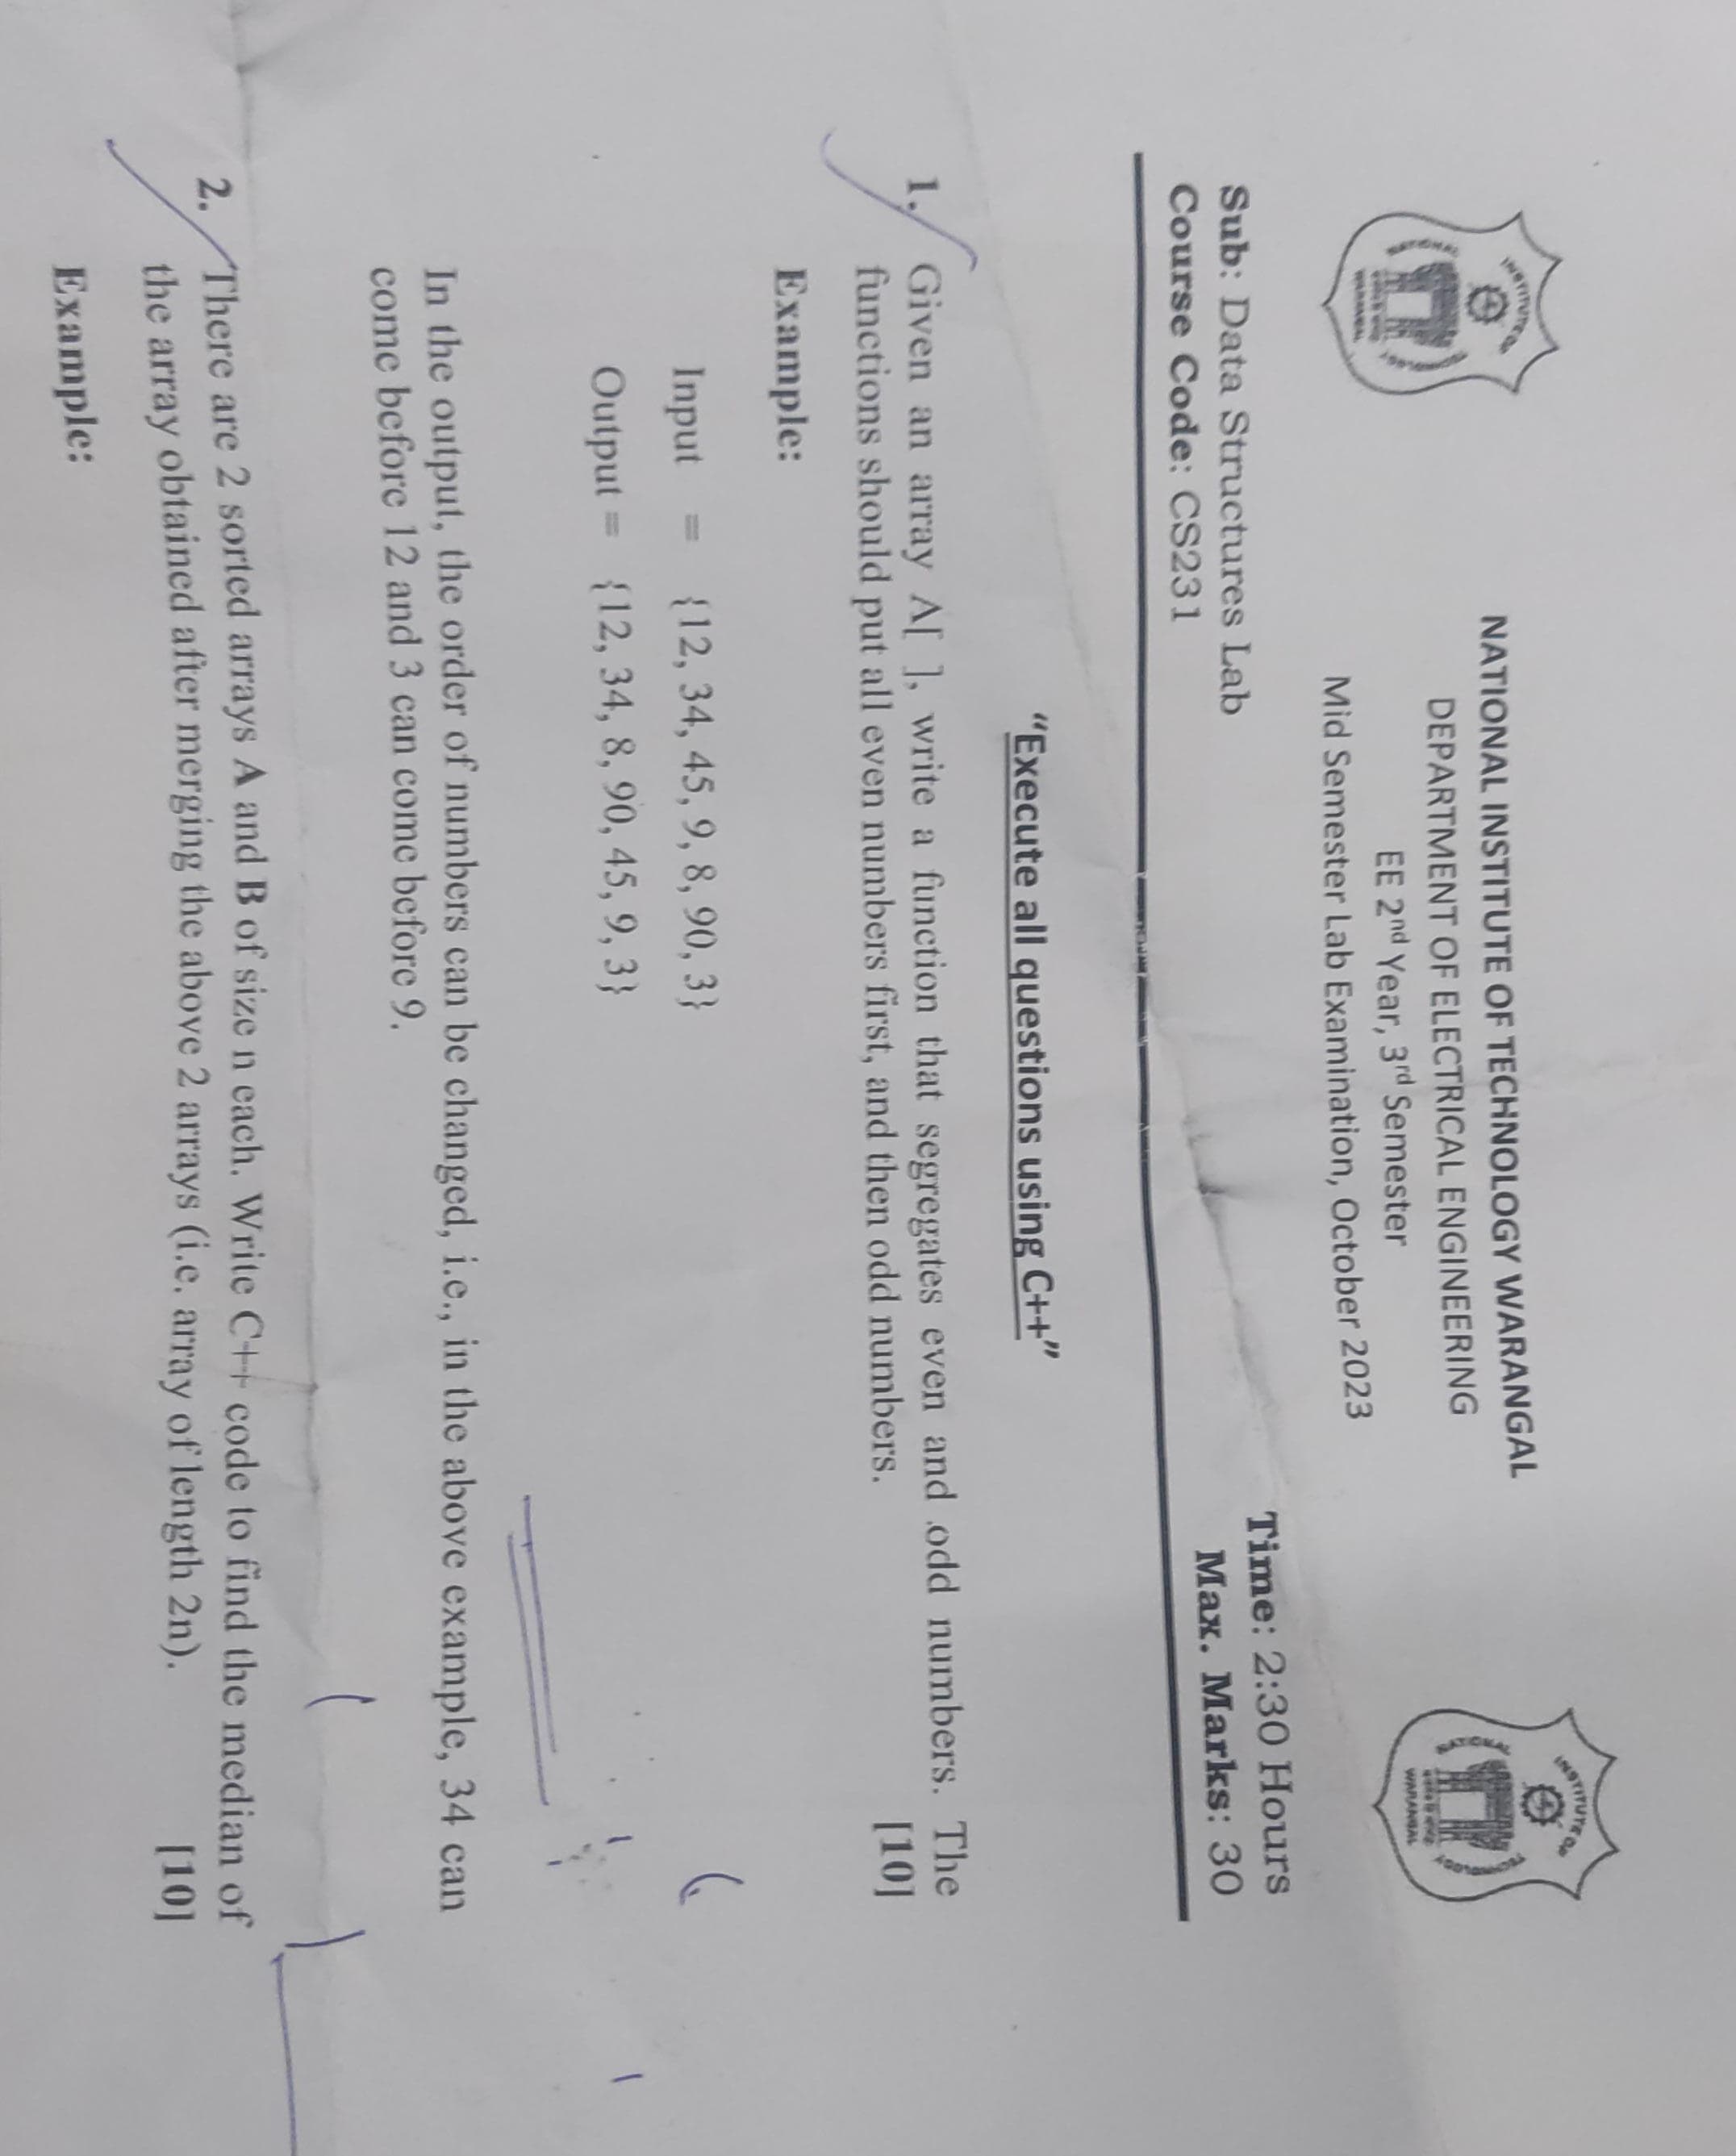 NATIONAL INSTITUTE OF TECHNOLOGY WARANGAL
DEPARTMENT OF ELECTRICAL ENGINEERING
EE 2nd Year, 3rd Semester
Mid Semester Lab Examination, October 2023
Sub: Data Structures Lab Time: 2:30 Hours
Course Code: CS231 Max. Marks: 30
“Execute all questions using C++”
1. Given an array A[ ], write a function that segregates even and odd numbers. The
functions should put all even numbers first, and then odd numbers. [10]
Example:
Input = {12, 34, 45, 9, 8, 90, 3}
Output = {12, 34, 8, 90, 45, 9, 3}
In the output, the order of numbers can be changed, i.e., in the above example, 34 can
come before 12 and 3 can come before 9.
2. There are 2 sorted arrays A and B of size n each. Write C++ code to find the median of
the array obtained after merging the above 2 arrays (i.e. array of length 2n). [10]
Example: